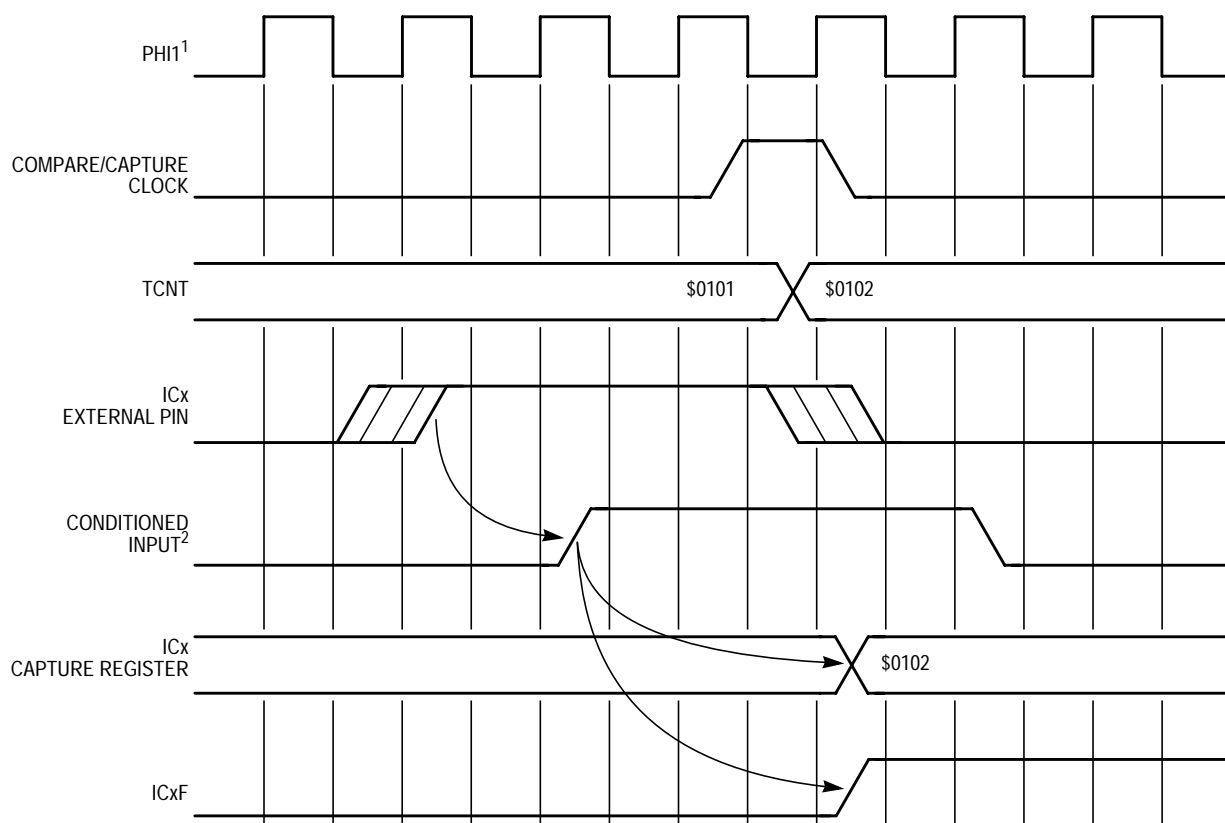 PHI1¹
COMPARE/CAPTURE
CLOCK
TCNT
$0101
$0102
ICx
EXTERNAL PIN
CONDITIONED
INPUT²
ICx
CAPTURE REGISTER
$0102
ICxF